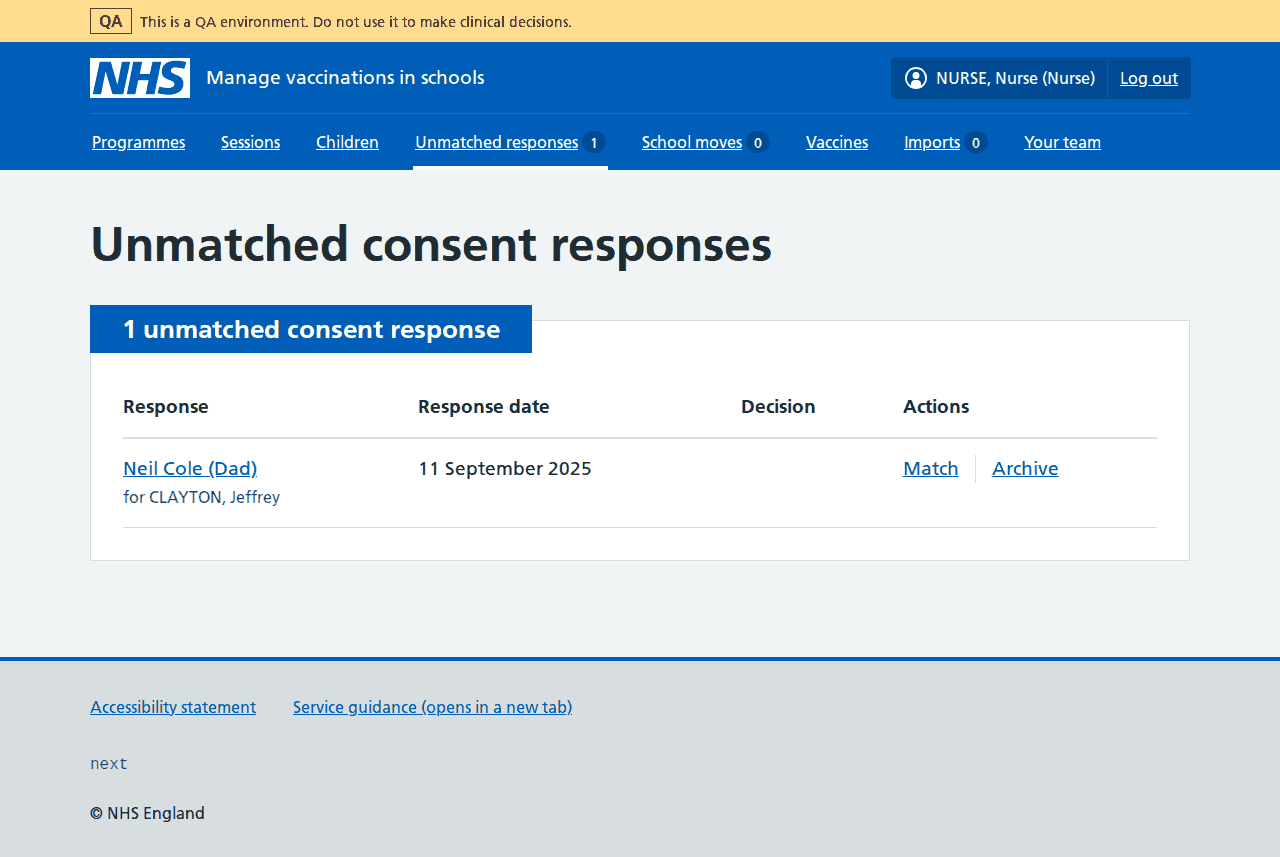 QA This is a QA environment. Do not use it to make clinical decisions.
NHS Manage vaccinations in schools NURSE, Nurse (Nurse) Log out
Programmes Sessions Children Unmatched responses 1 School moves 0 Vaccines Imports 0 Your team
Unmatched consent responses
1 unmatched consent response
Response Response date Decision Actions
Neil Cole (Dad) 11 September 2025 Match Archive
for CLAYTON, Jeffrey
Accessibility statement Service guidance (opens in a new tab)
next
© NHS England